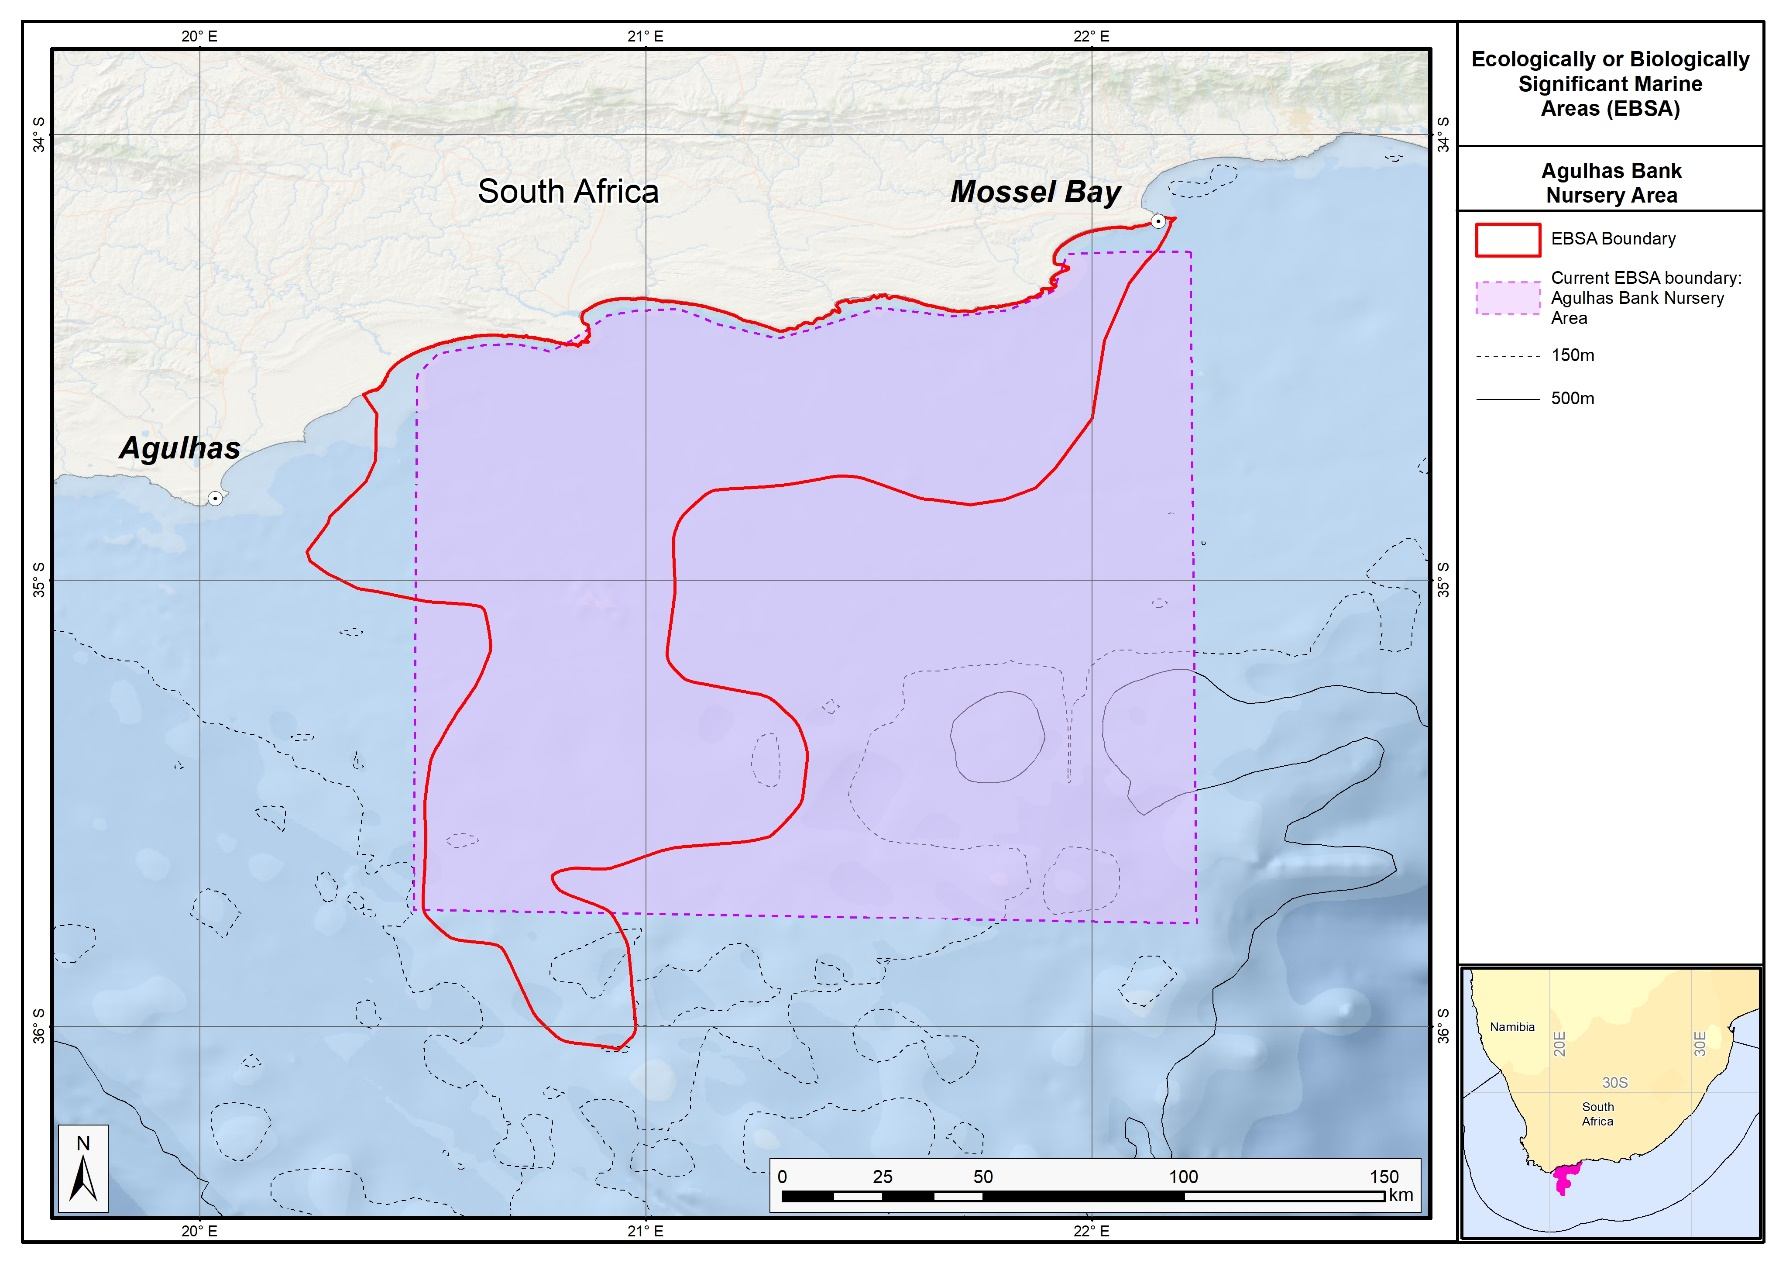 20° E
21° E
22° E
34° S
34° S
South Africa
Mossel Bay
Agulhas
35° S
35° S
36° S
36° S
N
0 25 50 100 150
km
20° E
21° E
22° E
Ecologically or Biologically
Significant Marine
Areas (EBSA)
Agulhas Bank
Nursery Area
EBSA Boundary
Current EBSA boundary:
Agulhas Bank Nursery
Area
150m
500m
Namibia
20E
30E
30S
South
Africa